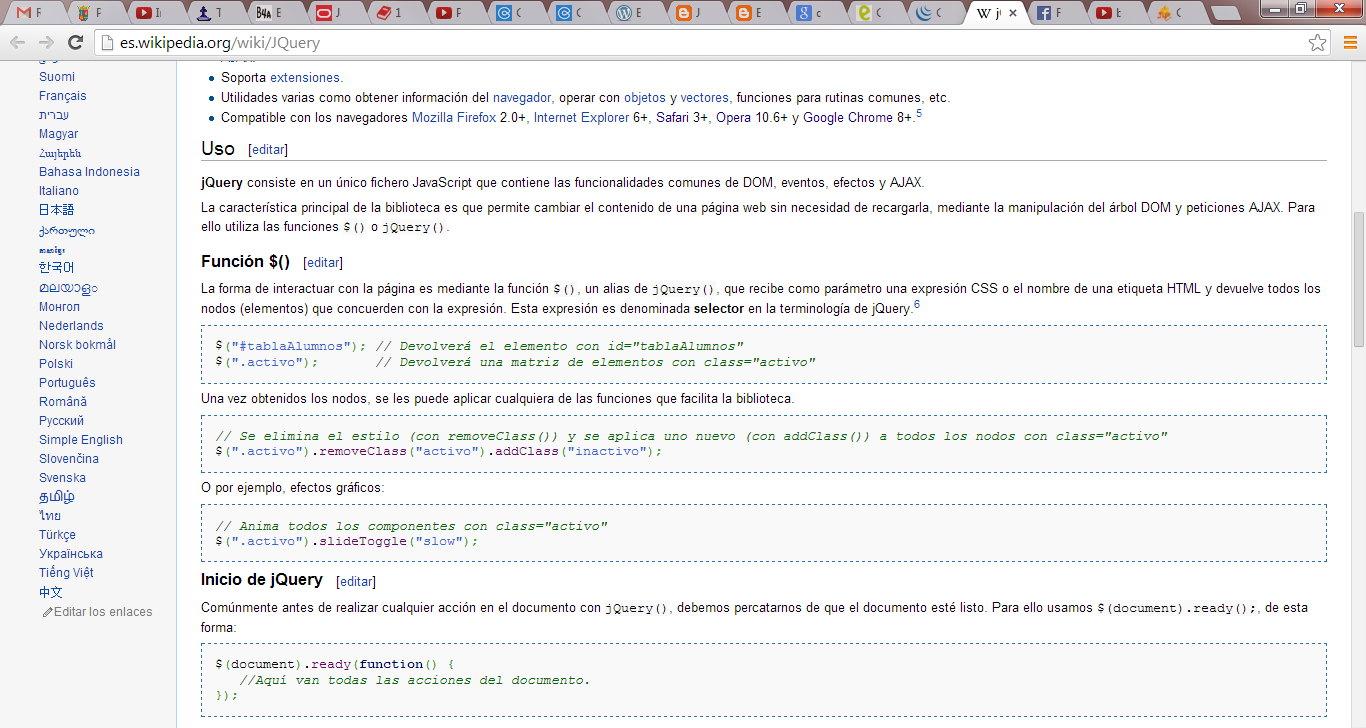 F
F
I
T
B4A E
J
1
F
C
C
E
J
E
c
C
C
F
C
es.wikipedia.org/wiki/JQuery
Suomi
Français
עברית
Magyar
Հայերեն
Bahasa Indonesia
Italiano
日本語
ქართული
한국어
മലയാളം
Монгол
Nederlands
Norsk bokmål
Polski
Português
Română
Русский
Simple English
Slovenčina
Svenska
தமிழ்
ไทย
Türkçe
Українська
Tiếng Việt
中文
Editar los enlaces
Soporta extensiones.
Utilidades varias como obtener información del navegador, operar con objetos y vectores, funciones para rutinas comunes, etc.
Compatible con los navegadores Mozilla Firefox 2.0+, Internet Explorer 6+, Safari 3+, Opera 10.6+ y Google Chrome 8+.5
Uso [editar]
jQuery consiste en un único fichero JavaScript que contiene las funcionalidades comunes de DOM, eventos, efectos y AJAX.
La característica principal de la biblioteca es que permite cambiar el contenido de una página web sin necesidad de recargarla, mediante la manipulación del árbol DOM y peticiones AJAX. Para
ello utiliza las funciones $() o jQuery().
Función $() [editar]
La forma de interactuar con la página es mediante la función $(), un alias de jQuery(), que recibe como parámetro una expresión CSS o el nombre de una etiqueta HTML y devuelve todos los
nodos (elementos) que concuerden con la expresión. Esta expresión es denominada selector en la terminología de jQuery.6
$("#tablaAlumnos"); // Devolverá el elemento con id="tablaAlumnos"
$(".activo"); // Devolverá una matriz de elementos con class="activo"
Una vez obtenidos los nodos, se les puede aplicar cualquiera de las funciones que facilita la biblioteca.
// Se elimina el estilo (con removeClass()) y se aplica uno nuevo (con addClass()) a todos los nodos con class="activo"
$(".activo").removeClass("activo").addClass("inactivo");
O por ejemplo, efectos gráficos:
// Anima todos los componentes con class="activo"
$(".activo").slideToggle("slow");
Inicio de jQuery [editar]
Comúnmente antes de realizar cualquier acción en el documento con jQuery(), debemos percatarnos de que el documento esté listo. Para ello usamos $(document).ready();, de esta
forma:
$(document).ready(function() {
//Aquí van todas las acciones del documento.
});